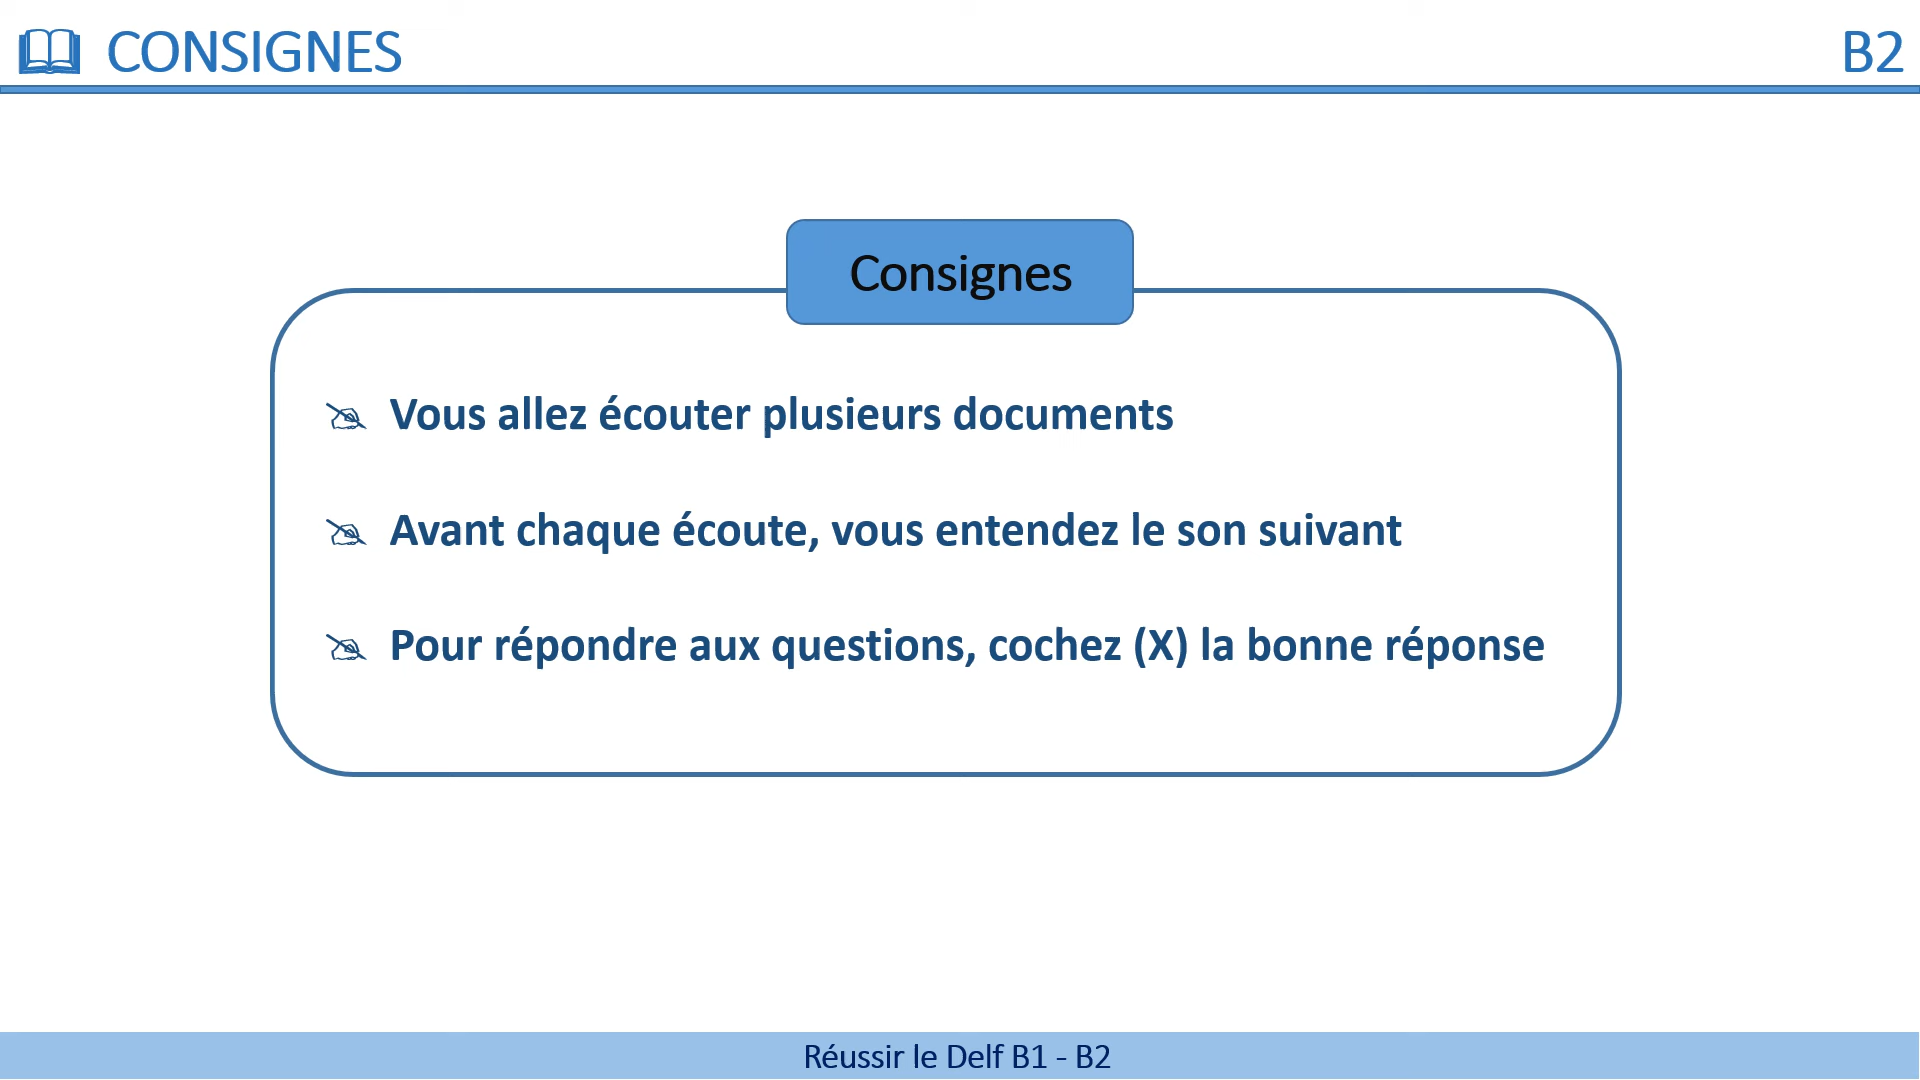 CONSIGNES
B2
Consignes
Vous allez écouter plusieurs documents
Avant chaque écoute, vous entendez le son suivant
Pour répondre aux questions, cochez (X) la bonne réponse
Réussir le Delf B1 - B2